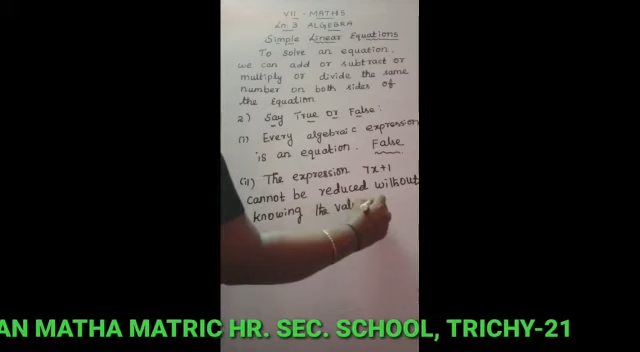 VII - MATHS
Ln 3 ALGEBRA
Simple Linear Equations
To solve an equation,
we can add or subtract or
multiply or divide the same
number on both sides of
the Equation
2) Say True or False:
(i) Every algebraic expression
is an equation. False
(ii) The expression 7x+1
cannot be reduced without
knowing the val
AN MATHA MATRIC HR. SEC. SCHOOL, TRICHY-21